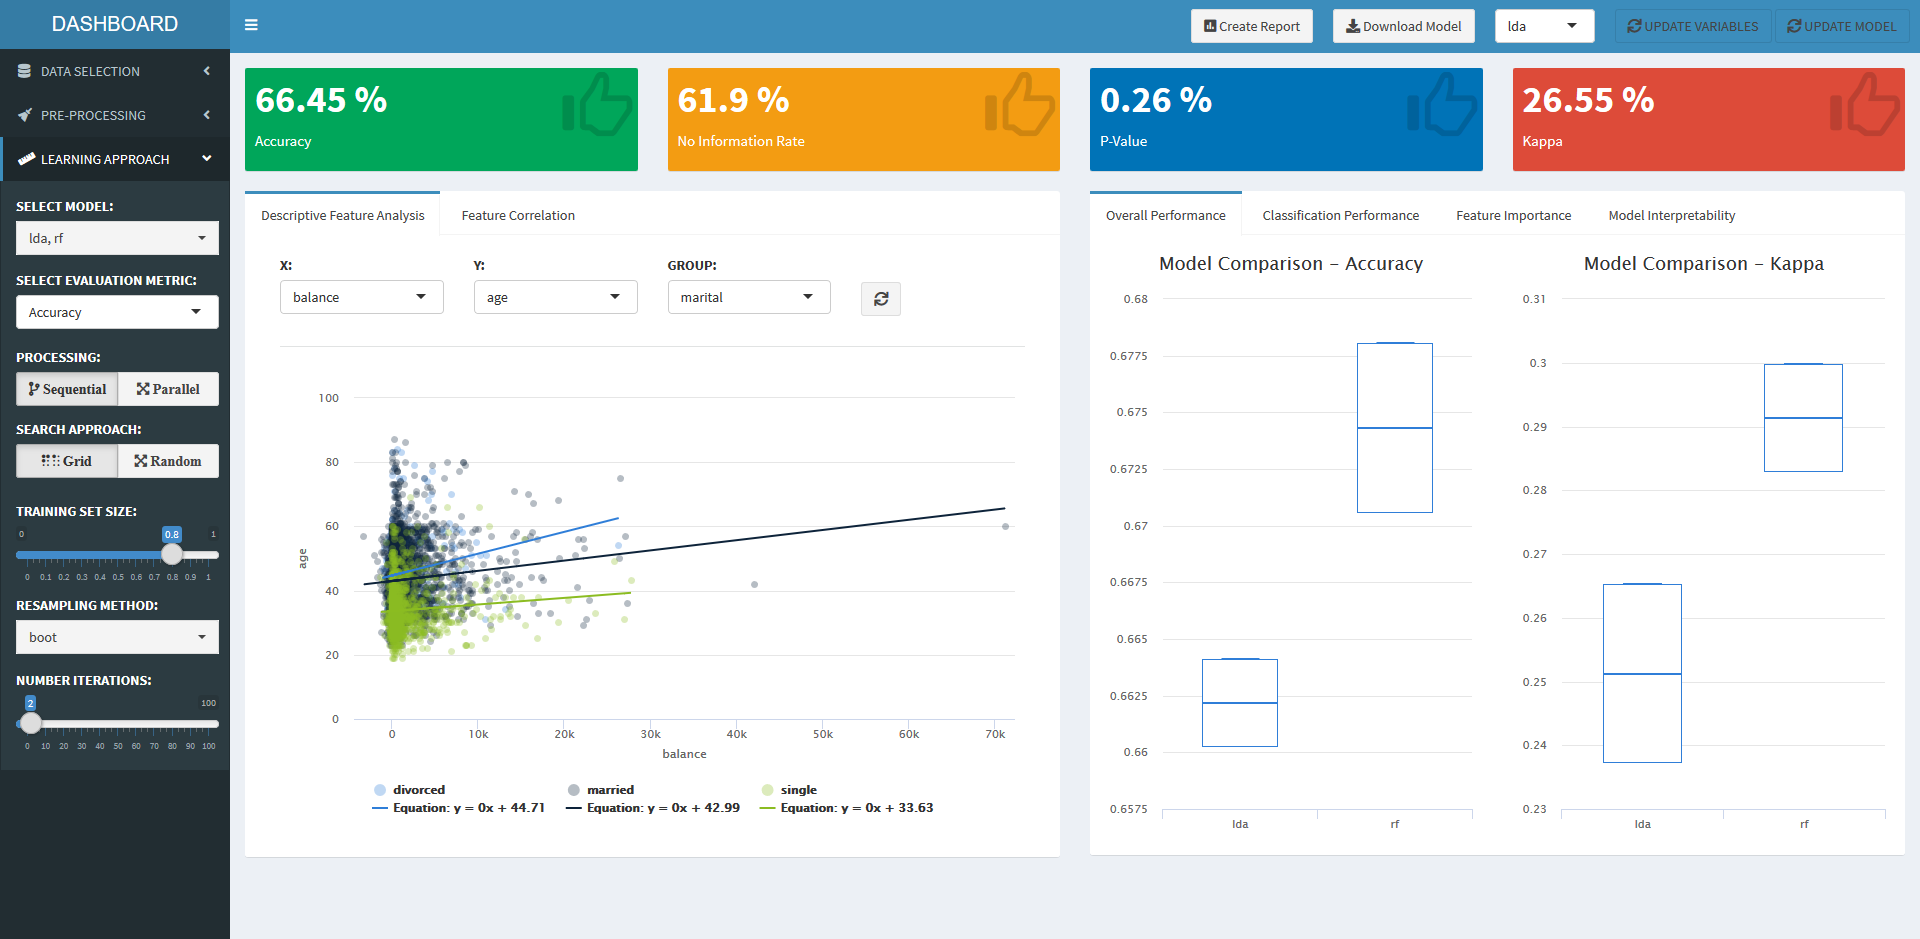 DASHBOARD
Create Report
Download Model
lda
UPDATE VARIABLES
UPDATE MODEL
DATA SELECTION
PRE-PROCESSING
LEARNING APPROACH
SELECT MODEL:
lda, rf
SELECT EVALUATION METRIC:
Accuracy
PROCESSING:
Sequential Parallel
SEARCH APPROACH:
Grid Random
TRAINING SET SIZE:
0 0.8 1
0 0.1 0.2 0.3 0.4 0.5 0.6 0.7 0.8 0.9 1
RESAMPLING METHOD:
boot
NUMBER ITERATIONS:
2 100
0 10 20 30 40 50 60 70 80 90 100
66.45 %
Accuracy
61.9 %
No Information Rate
0.26 %
P-Value
26.55 %
Kappa
Descriptive Feature Analysis Feature Correlation
X: Y: GROUP:
balance age marital
100
80
60
40
20
0
age
0 10k 20k 30k 40k 50k 60k 70k
balance
divorced married single
Equation: y = 0x + 44.71 Equation: y = 0x + 42.99 Equation: y = 0x + 33.63
Overall Performance Classification Performance Feature Importance Model Interpretability
Model Comparison - Accuracy
0.68
0.6775
0.675
0.6725
0.67
0.6675
0.665
0.6625
0.66
0.6575
lda rf
Model Comparison - Kappa
0.31
0.3
0.29
0.28
0.27
0.26
0.25
0.24
0.23
lda rf